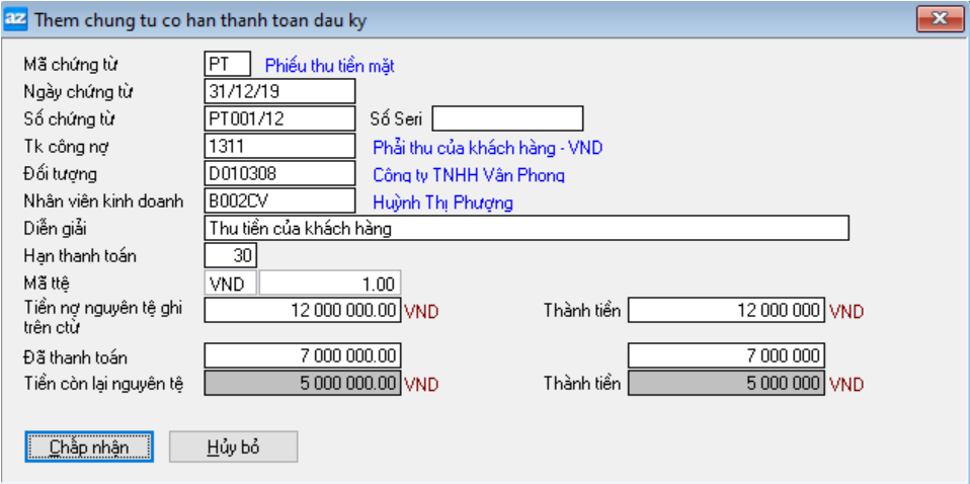 az Them chung tu co han thanh toan dau ky
Mã chứng từ PT Phiếu thu tiền mặt
Ngày chứng từ 31/12/19
Số chứng từ PT001/12 Số Seri
Tk công nợ 1311 Phải thu của khách hàng - VND
Đối tượng D010308 Công ty TNHH Vân Phong
Nhân viên kinh doanh B002CV Huỳnh Thị Phượng
Diễn giải Thu tiền của khách hàng
Hạn thanh toán 30
Mã ttệ VND 1.00
Tiền nợ nguyên tệ ghi trên ctừ 12 000 000.00 VND Thành tiền 12 000 000 VND
Đã thanh toán 7 000 000.00 7 000 000
Tiền còn lại nguyên tệ 5 000 000.00 VND Thành tiền 5 000 000 VND
Chấp nhận Hủy bỏ